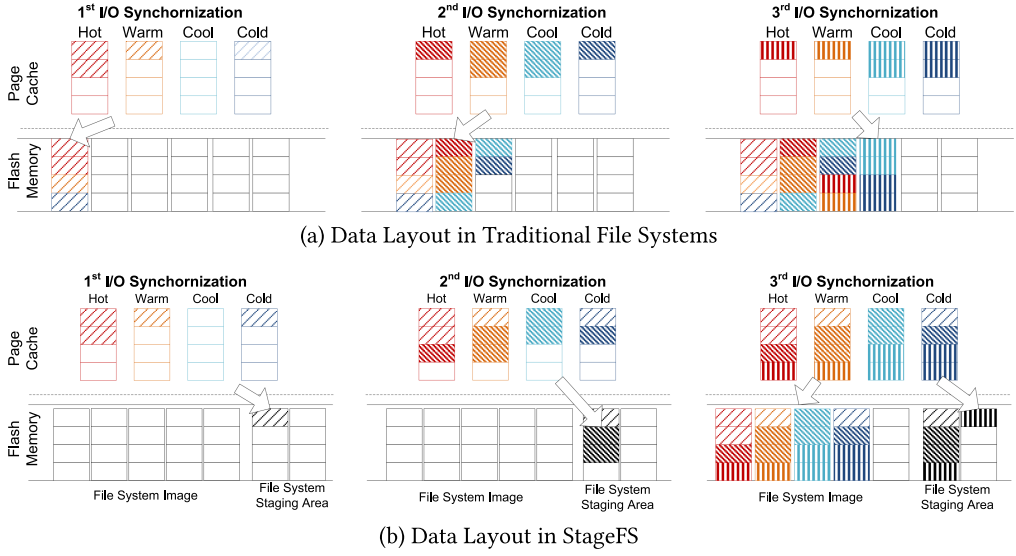 1st I/O Synchornization
2nd I/O Synchornization
3rd I/O Synchornization
Hot Warm Cool Cold
Hot Warm Cool Cold
Hot Warm Cool Cold
Page Cache
Flash Memory
(a) Data Layout in Traditional File Systems
1st I/O Synchornization
2nd I/O Synchornization
3rd I/O Synchornization
Hot Warm Cool Cold
Hot Warm Cool Cold
Hot Warm Cool Cold
Page Cache
Flash Memory
File System Image
File System Staging Area
File System Image
File System Staging Area
File System Image
File System Staging Area
(b) Data Layout in StageFS